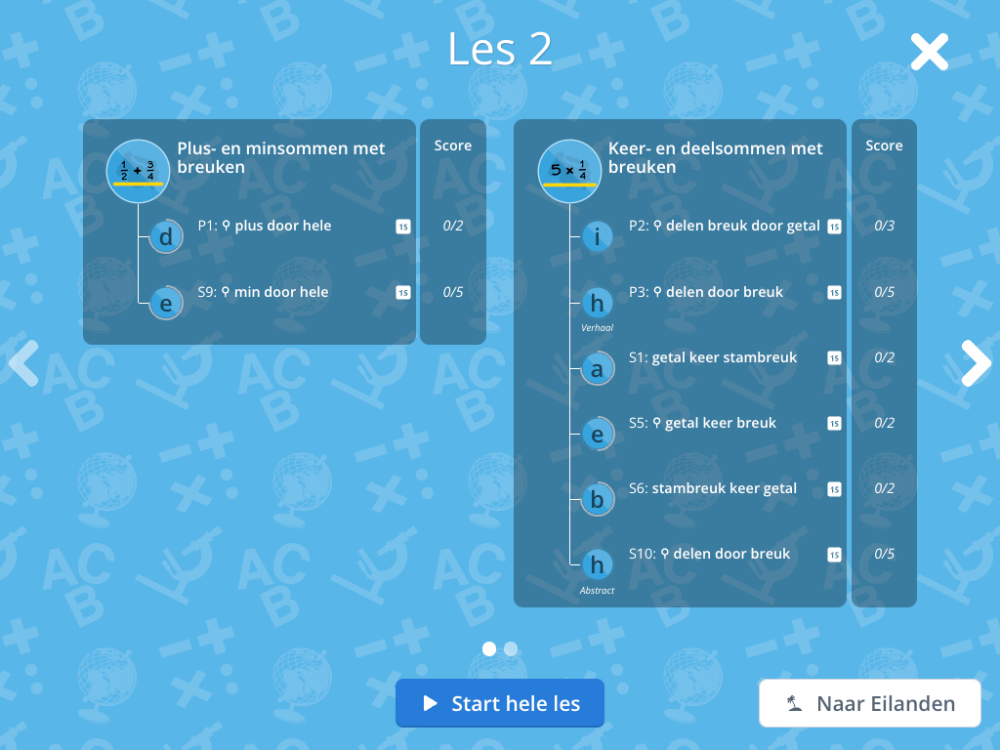 Les 2
Plus- en minsommen met
breuken
Score
1/2 + 3/4
d
P1: plus door hele
1S
0/2
e
S9: min door hele
1S
0/5
Keer- en deelsommen met
breuken
Score
5 × 1/4
i
P2: delen breuk door getal
1S
0/3
h
P3: delen door breuk
1S
0/5
Verhaal
a
S1: getal keer stambreuk
1S
0/2
e
S5: getal keer breuk
1S
0/2
b
S6: stambreuk keer getal
1S
0/2
h
S10: delen door breuk
1S
0/5
Abstract
Start hele les
Naar Eilanden